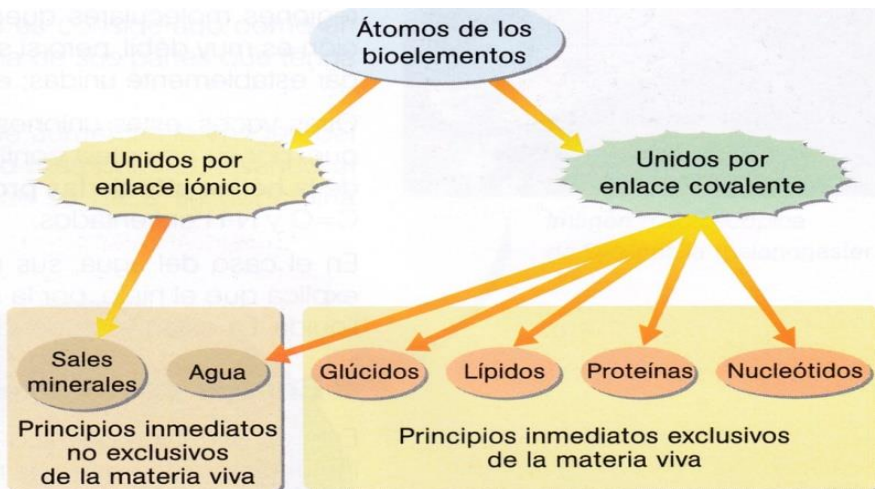 Átomos de los
bioelementos
Unidos por
enlace iónico
Unidos por
enlace covalente
Sales
minerales
Agua
Glúcidos
Lípidos
Proteínas
Nucleótidos
Principios inmediatos
no exclusivos
de la materia viva
Principios inmediatos exclusivos
de la materia viva